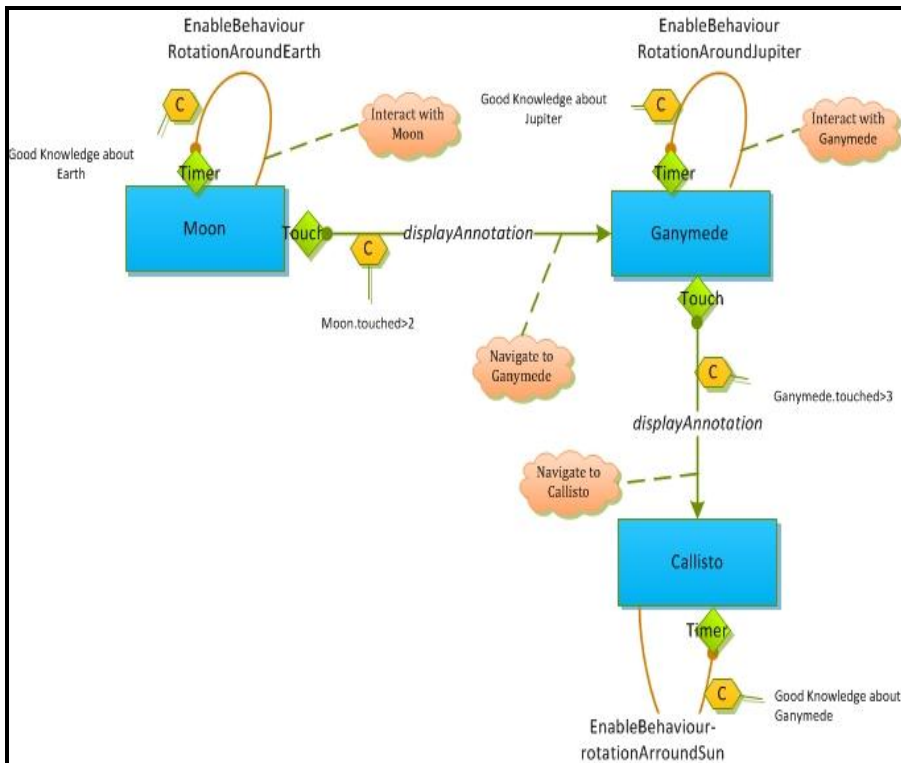 EnableBehaviour
RotationAroundEarth
C
Good Knowledge about
Earth
Interact with
Moon
Timer
Moon
Touch
displayAnnotation
C
Moon.touched>2
EnableBehaviour
RotationAroundJupiter
Good Knowledge about
Jupiter
C
Interact with
Ganymede
Timer
Ganymede
Touch
Navigate to
Ganymede
C
Ganymede.touched>3
displayAnnotation
Navigate to
Callisto
Callisto
Timer
C
Good Knowledge about
Ganymede
EnableBehaviour-
rotationArroundSun